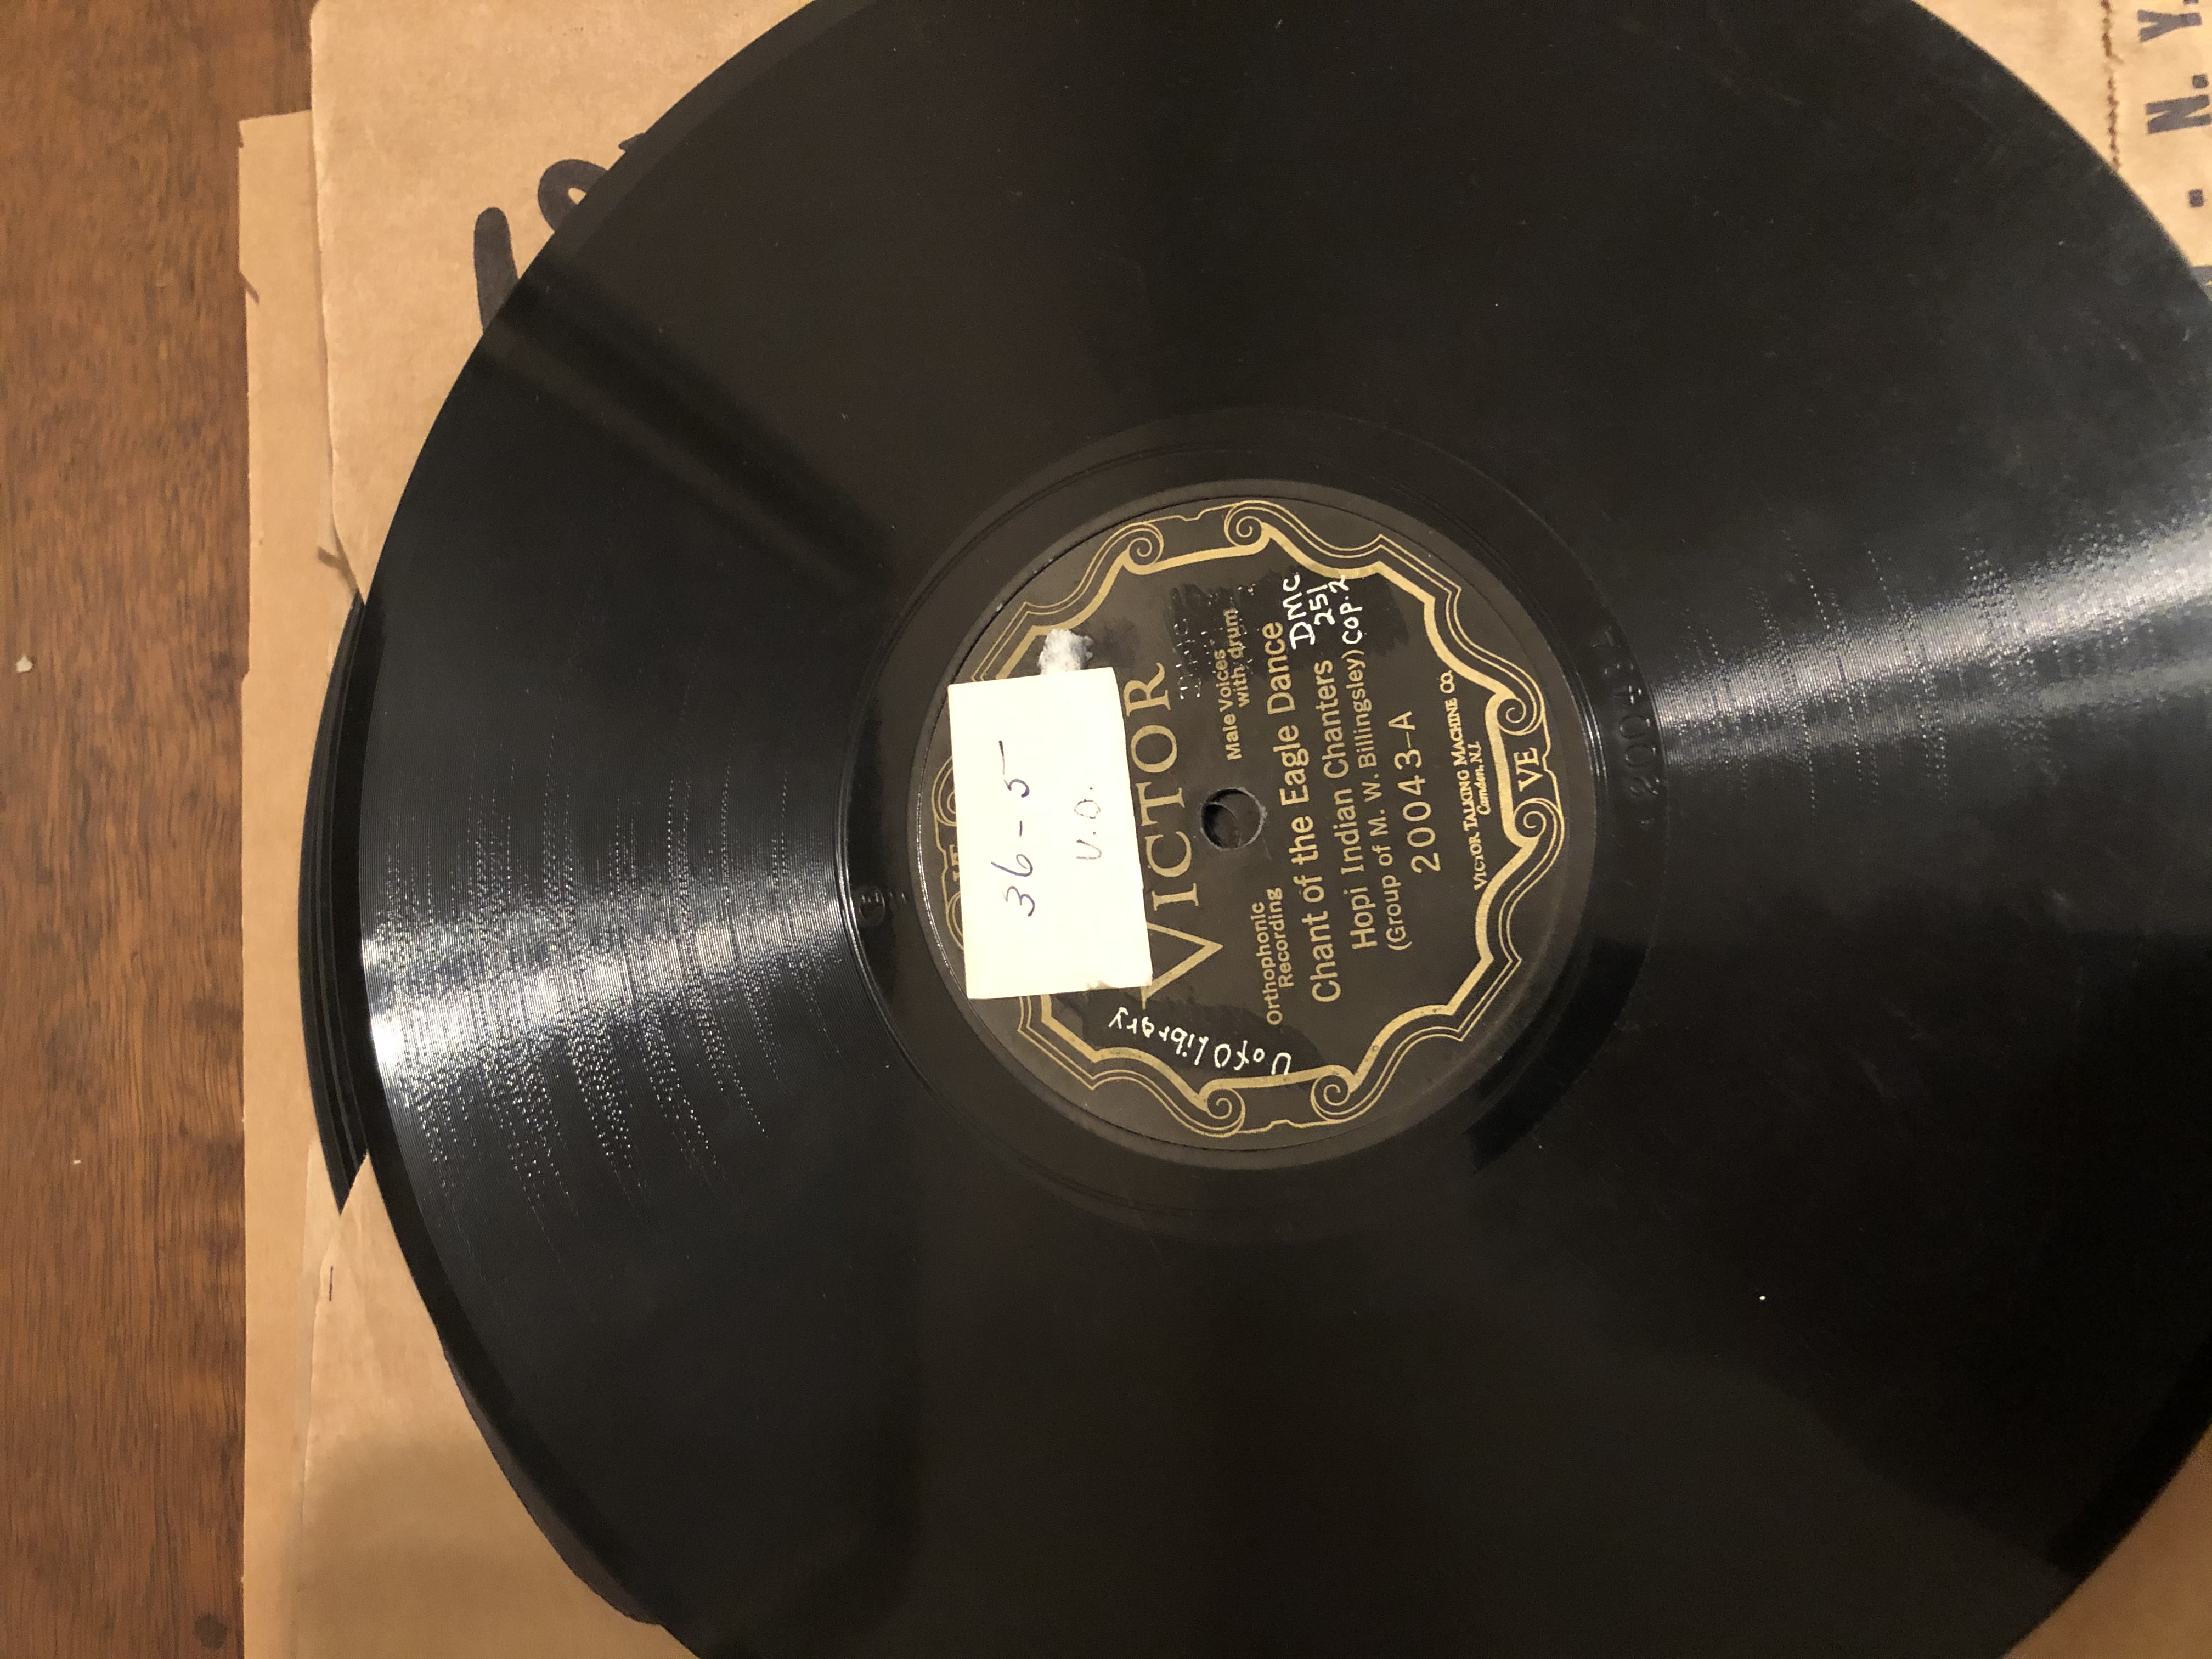 36-5
U.O.
VICTOR
Orthophonic
Recording
Male Voices
with drum
Chant of the Eagle Dance
Hopi Indian Chanters
(Group of M. W. Billingsley)
20043-A
DMC
251
Cop. 2
U of O Library
VICTOR TALKING MACHINE CO.
Camden, N.J.
VE
N. Y.